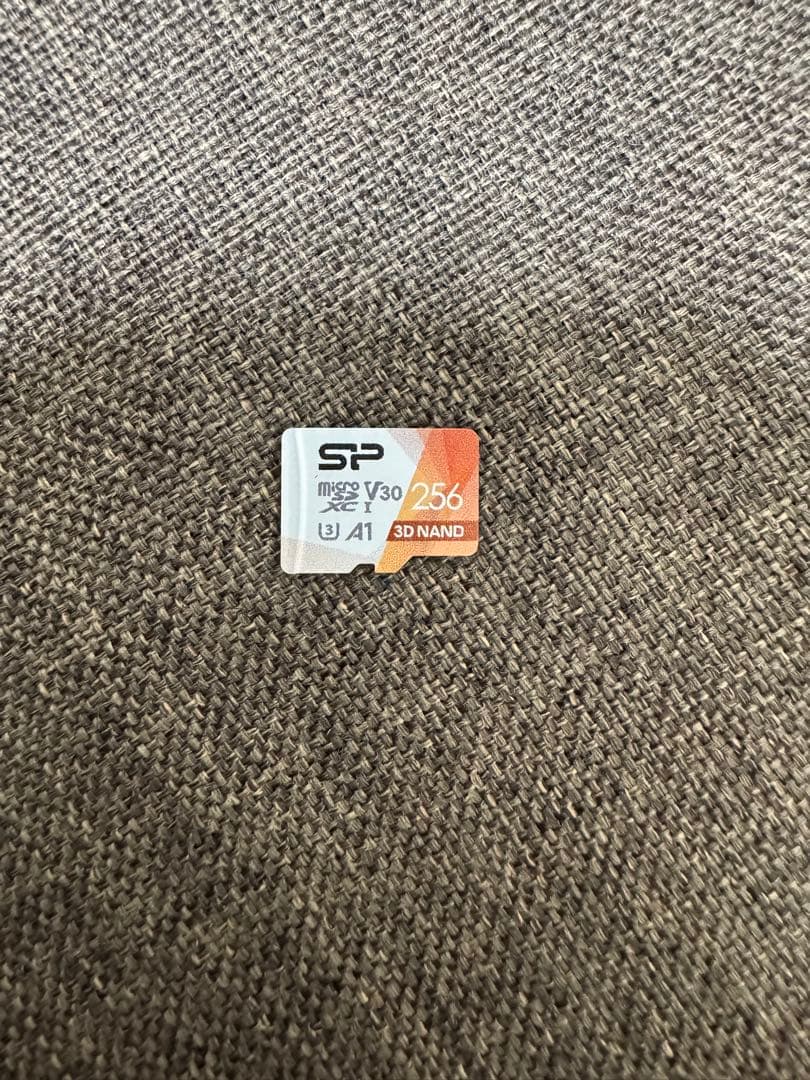 SP
micro SD XC I V30 256
U3 A1 3D NAND